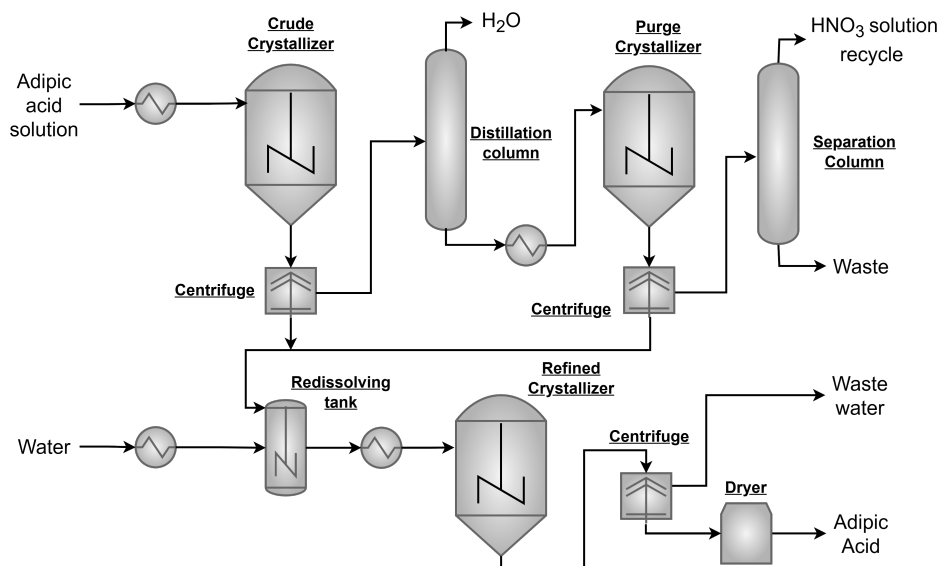 Crude
Crystallizer
H₂O
Purge
Crystallizer
HNO₃ solution
recycle
Adipic
acid
solution
Distillation
column
Separation
Column
Centrifuge
Centrifuge
Waste
Redissolving
tank
Refined
Crystallizer
Waste
water
Water
Centrifuge
Dryer
Adipic
Acid